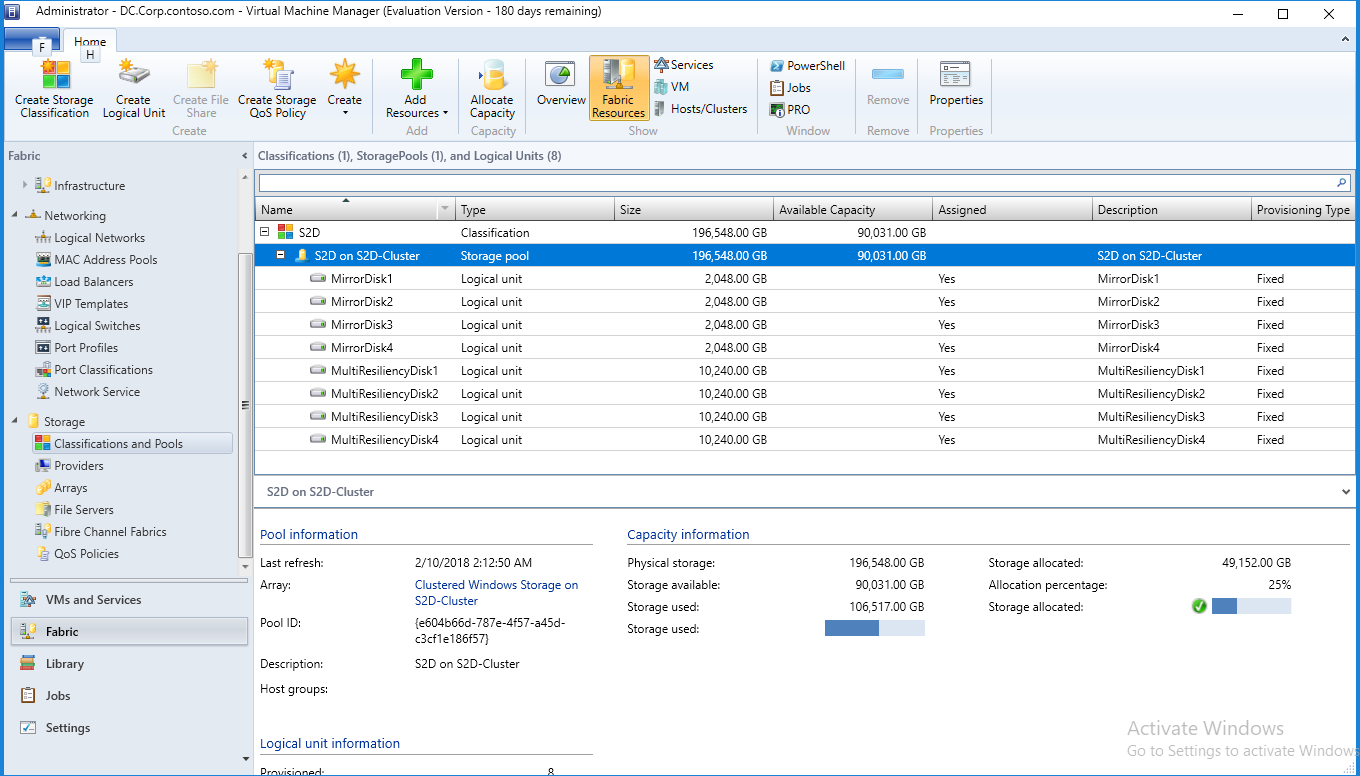 Administrator - DC.Corp.contoso.com - Virtual Machine Manager (Evaluation Version - 180 days remaining)
F
Home
H
Create Storage Classification
Create Logical Unit
Create File Share
Create Storage QoS Policy
Create
Create
Add Resources
Add
Allocate Capacity
Capacity
Overview
Fabric Resources
Services
VM
Hosts/Clusters
Show
PowerShell
Jobs
PRO
Window
Remove
Remove
Properties
Properties
Fabric
Infrastructure
Networking
Logical Networks
MAC Address Pools
Load Balancers
VIP Templates
Logical Switches
Port Profiles
Port Classifications
Network Service
Storage
Classifications and Pools
Providers
Arrays
File Servers
Fibre Channel Fabrics
QoS Policies
VMs and Services
Fabric
Library
Jobs
Settings
Classifications (1), StoragePools (1), and Logical Units (8)
Name Type Size Available Capacity Assigned Description Provisioning Type
S2D Classification 196,548.00 GB 90,031.00 GB
S2D on S2D-Cluster Storage pool 196,548.00 GB 90,031.00 GB S2D on S2D-Cluster
MirrorDisk1 Logical unit 2,048.00 GB Yes MirrorDisk1 Fixed
MirrorDisk2 Logical unit 2,048.00 GB Yes MirrorDisk2 Fixed
MirrorDisk3 Logical unit 2,048.00 GB Yes MirrorDisk3 Fixed
MirrorDisk4 Logical unit 2,048.00 GB Yes MirrorDisk4 Fixed
MultiResiliencyDisk1 Logical unit 10,240.00 GB Yes MultiResiliencyDisk1 Fixed
MultiResiliencyDisk2 Logical unit 10,240.00 GB Yes MultiResiliencyDisk2 Fixed
MultiResiliencyDisk3 Logical unit 10,240.00 GB Yes MultiResiliencyDisk3 Fixed
MultiResiliencyDisk4 Logical unit 10,240.00 GB Yes MultiResiliencyDisk4 Fixed
S2D on S2D-Cluster
Pool information
Last refresh: 2/10/2018 2:12:50 AM
Array: Clustered Windows Storage on
S2D-Cluster
Pool ID: {e604b66d-787e-4f57-a45d-
c3cf1e186f57}
Description: S2D on S2D-Cluster
Host groups:
Logical unit information
Provisioned: 8
Capacity information
Physical storage: 196,548.00 GB
Storage available: 90,031.00 GB
Storage used: 106,517.00 GB
Storage used:
Storage allocated: 49,152.00 GB
Allocation percentage: 25%
Storage allocated:
Activate Windows
Go to Settings to activate Windows